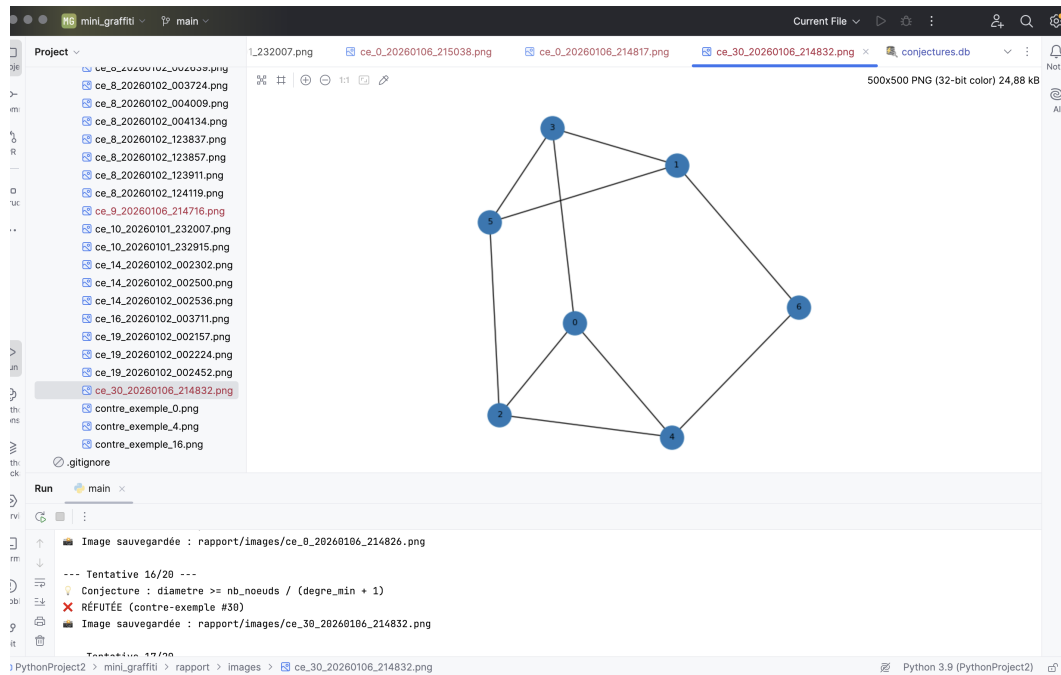 MG mini_graffiti main Current File
Project
1_232007.png ce_0_20260106_215038.png ce_0_20260106_214817.png ce_30_20260106_214832.png conjectures.db
1:1 500x500 PNG (32-bit color) 24,88 kB
ce_8_20260102_002639.png
ce_8_20260102_003724.png
ce_8_20260102_004009.png
ce_8_20260102_004134.png
ce_8_20260102_123837.png
ce_8_20260102_123857.png
ce_8_20260102_123911.png
ce_8_20260102_124119.png
ce_9_20260106_214716.png
ce_10_20260101_232007.png
ce_10_20260101_232915.png
ce_14_20260102_002302.png
ce_14_20260102_002500.png
ce_14_20260102_002536.png
ce_16_20260102_003711.png
ce_19_20260102_002157.png
ce_19_20260102_002224.png
ce_19_20260102_002452.png
ce_30_20260106_214832.png
contre_exemple_0.png
contre_exemple_4.png
contre_exemple_16.png
.gitignore
3
1
5
6
0
2
4
Not
AI
Run main
Image sauvegardée : rapport/images/ce_0_20260106_214826.png
--- Tentative 16/20 ---
Conjecture : diametre >= nb_noeuds / (degre_min + 1)
RÉFUTÉE (contre-exemple #30)
Image sauvegardée : rapport/images/ce_30_20260106_214832.png
Tentative 17/20
PythonProject2 > mini_graffiti > rapport > images > ce_30_20260106_214832.png Python 3.9 (PythonProject2)